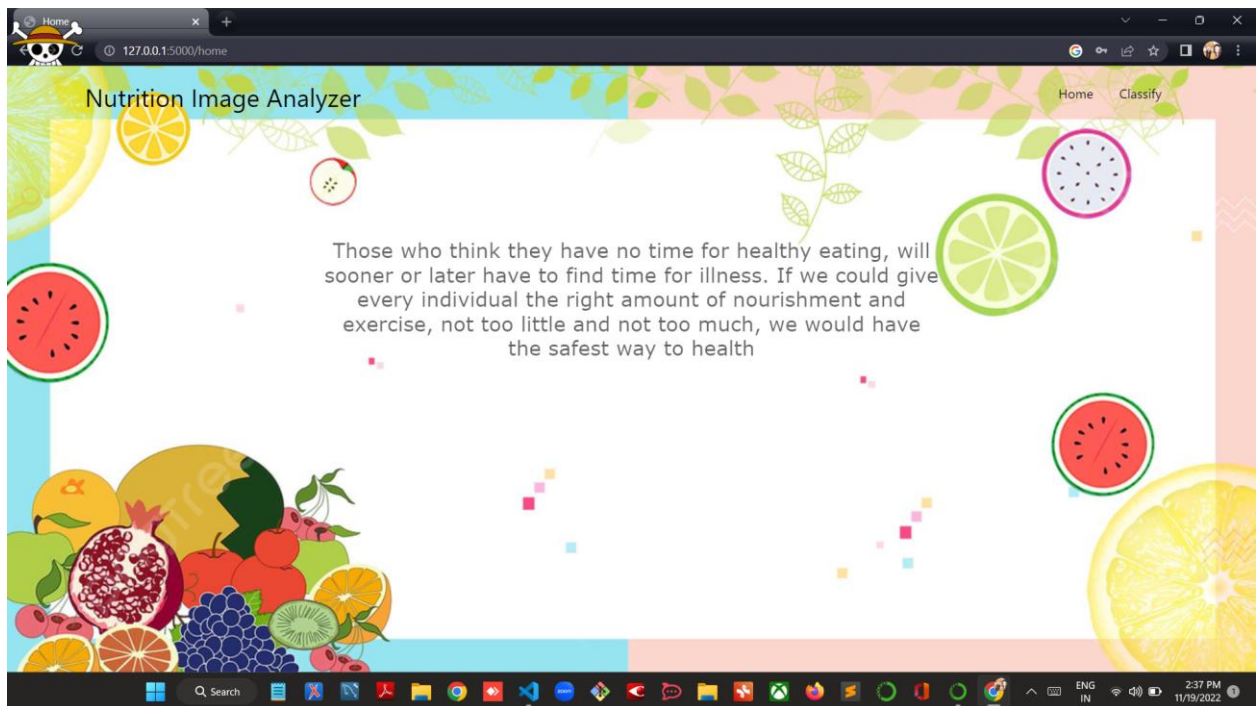 Home
127.0.0.1:5000/home
Nutrition Image Analyzer
Home
Classify
Those who think they have no time for healthy eating, will
sooner or later have to find time for illness. If we could give
every individual the right amount of nourishment and
exercise, not too little and not too much, we would have
the safest way to health
Search
zoom
ENG
IN
2:37 PM
11/19/2022
1